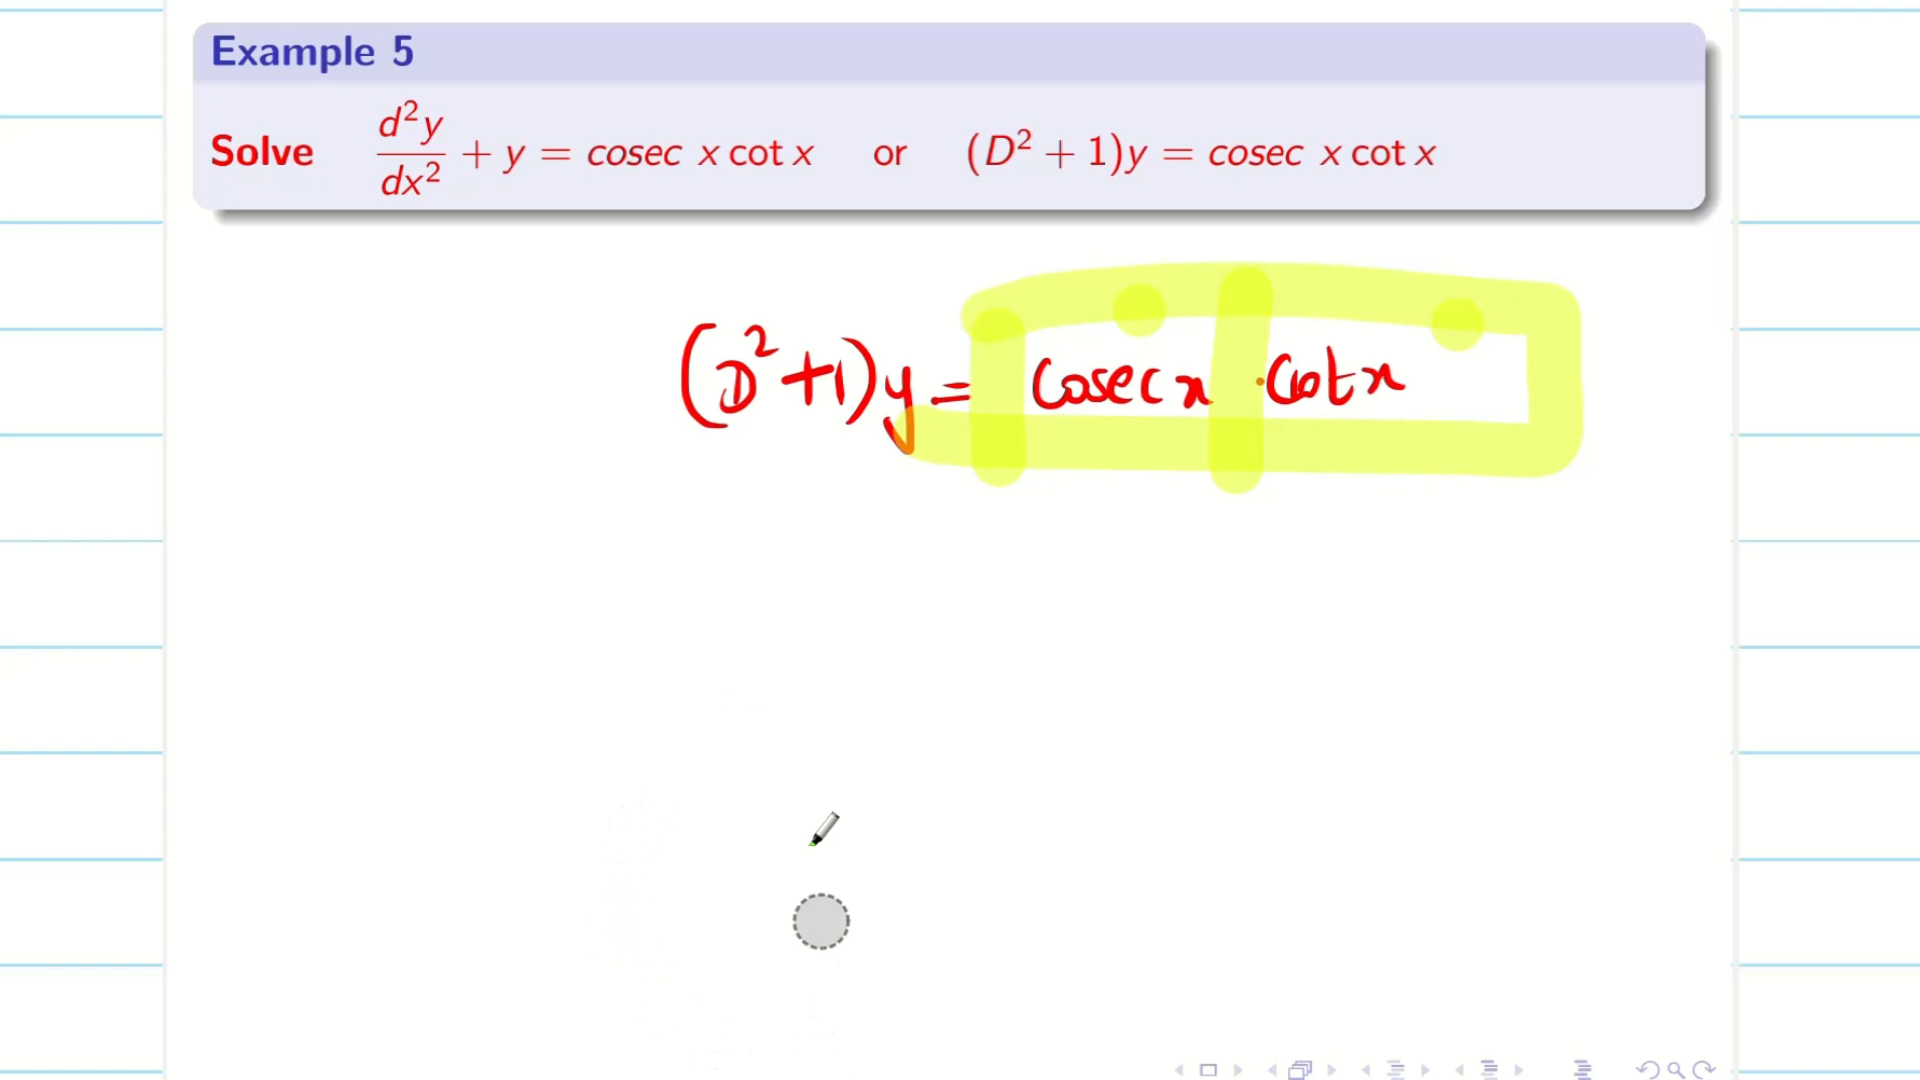 Example 5
Solve d²y/dx² + y = cosec x cot x or (D² + 1)y = cosec x cot x
(D²+1)y = Cosec x · Cot x